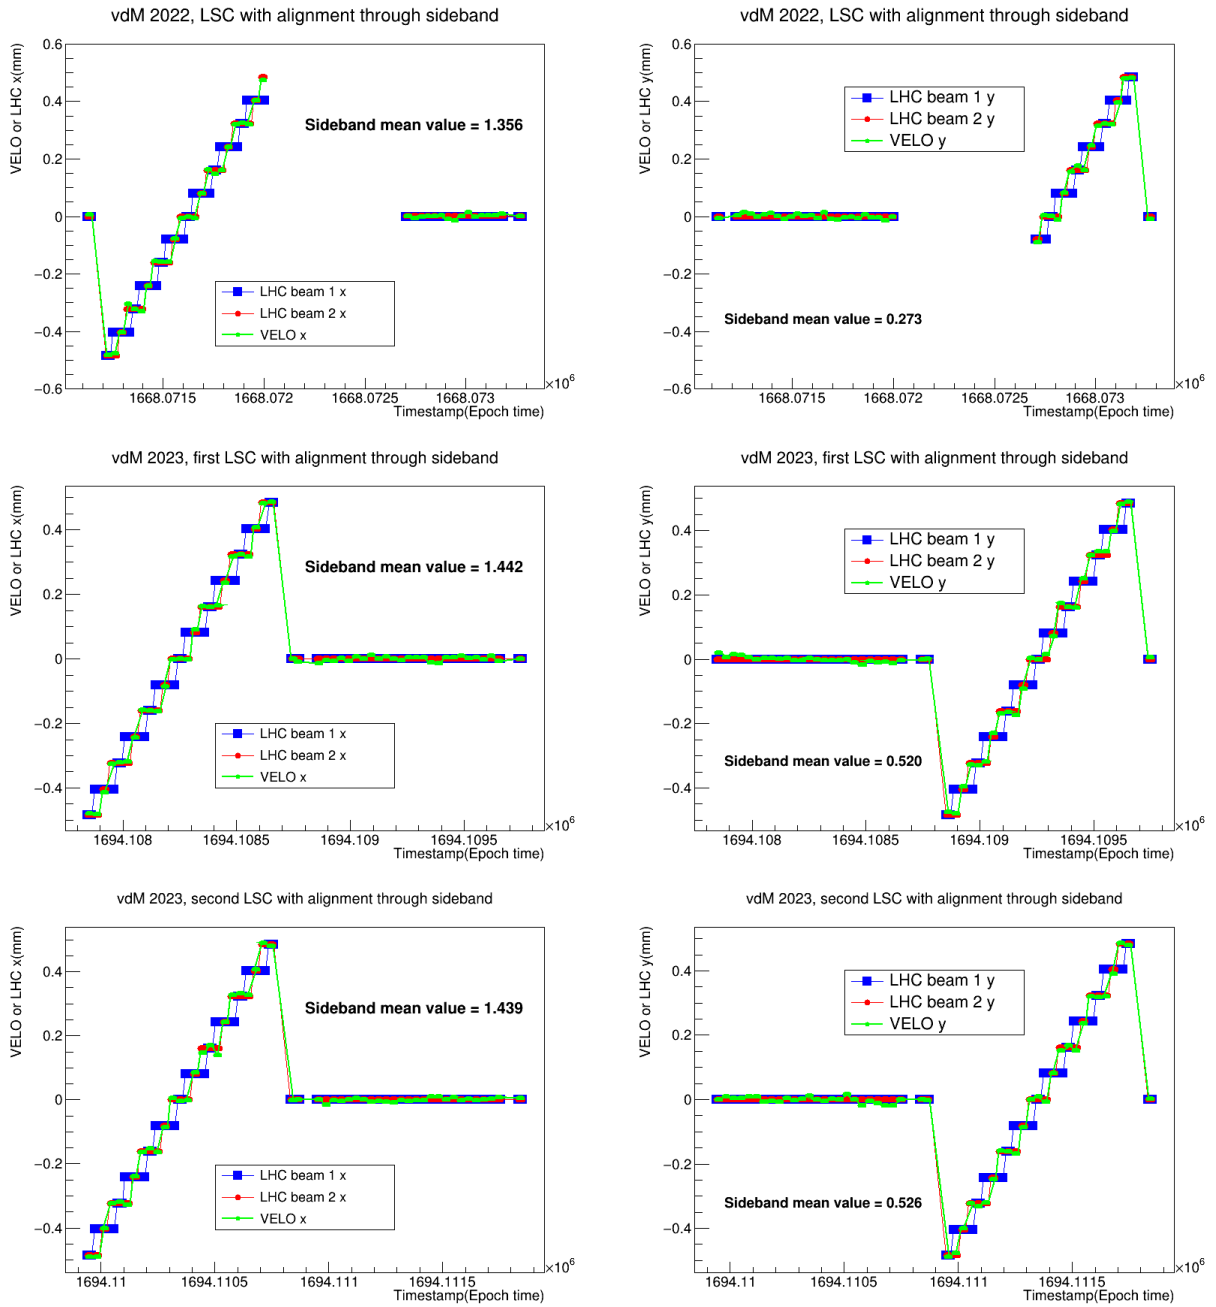 vdM 2022, LSC with alignment through sideband
VELO or LHC x(mm)
0.6
0.4
0.2
0
−0.2
−0.4
−0.6
Sideband mean value = 1.356
LHC beam 1 x
LHC beam 2 x
VELO x
1668.0715
1668.072
1668.0725
1668.073
×10⁶
Timestamp(Epoch time)
vdM 2022, LSC with alignment through sideband
VELO or LHC y(mm)
0.6
0.4
0.2
0
−0.2
−0.4
−0.6
LHC beam 1 y
LHC beam 2 y
VELO y
Sideband mean value = 0.273
1668.0715
1668.072
1668.0725
1668.073
×10⁶
Timestamp(Epoch time)
vdM 2023, first LSC with alignment through sideband
VELO or LHC x(mm)
0.4
0.2
0
−0.2
−0.4
Sideband mean value = 1.442
LHC beam 1 x
LHC beam 2 x
VELO x
1694.108
1694.1085
1694.109
1694.1095
×10⁶
Timestamp(Epoch time)
vdM 2023, first LSC with alignment through sideband
VELO or LHC y(mm)
0.4
0.2
0
−0.2
−0.4
LHC beam 1 y
LHC beam 2 y
VELO y
Sideband mean value = 0.520
1694.108
1694.1085
1694.109
1694.1095
×10⁶
Timestamp(Epoch time)
vdM 2023, second LSC with alignment through sideband
VELO or LHC x(mm)
0.4
0.2
0
−0.2
−0.4
Sideband mean value = 1.439
LHC beam 1 x
LHC beam 2 x
VELO x
1694.11
1694.1105
1694.111
1694.1115
×10⁶
Timestamp(Epoch time)
vdM 2023, second LSC with alignment through sideband
VELO or LHC y(mm)
0.4
0.2
0
−0.2
−0.4
LHC beam 1 y
LHC beam 2 y
VELO y
Sideband mean value = 0.526
1694.11
1694.1105
1694.111
1694.1115
×10⁶
Timestamp(Epoch time)